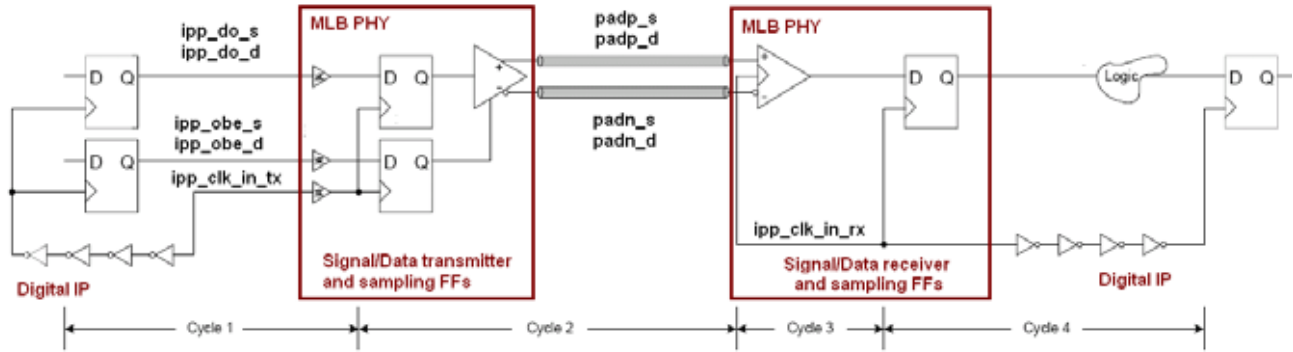 MLB PHY
ipp_do_s
ipp_do_d
D Q
D Q
+
-
padp_s
padp_d
padn_s
padn_d
MLB PHY
+
-
D Q
Logic
D Q
ipp_obe_s
ipp_obe_d
D Q
D Q
ipp_clk_in_tx
ipp_clk_in_rx
Signal/Data transmitter
and sampling FFs
Signal/Data receiver
and sampling FFs
Digital IP
Digital IP
Cycle 1
Cycle 2
Cycle 3
Cycle 4